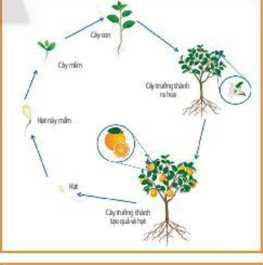 Cây con
Cây trưởng thành
ra hoa
Cây trưởng thành
tạo quả và hạt
Hạt
Hạt nảy mầm
Cây mầm